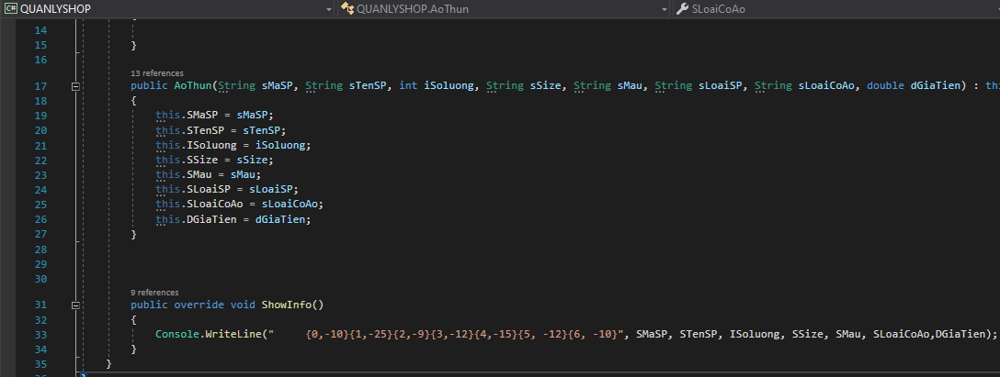 C# QUANLYSHOP QUANLYSHOP.AoThun SLoaiCoAo
14 {
15 }
16
13 references
17 public AoThun(String sMaSP, String sTenSP, int iSoluong, String sSize, String sMau, String sLoaiSP, String sLoaiCoAo, double dGiaTien) : thi
18 {
19 this.SMaSP = sMaSP;
20 this.STenSP = sTenSP;
21 this.ISoluong = iSoluong;
22 this.SSize = sSize;
23 this.SMau = sMau;
24 this.SLoaiSP = sLoaiSP;
25 this.SLoaiCoAo = sLoaiCoAo;
26 this.DGiaTien = dGiaTien;
27 }
28
29
30
9 references
31 public override void ShowInfo()
32 {
33 Console.WriteLine("     {0,-10}{1,-25}{2,-9}{3,-12}{4,-15}{5, -12}{6, -10}", SMaSP, STenSP, ISoluong, SSize, SMau, SLoaiCoAo,DGiaTien);
34 }
35 }
36 }